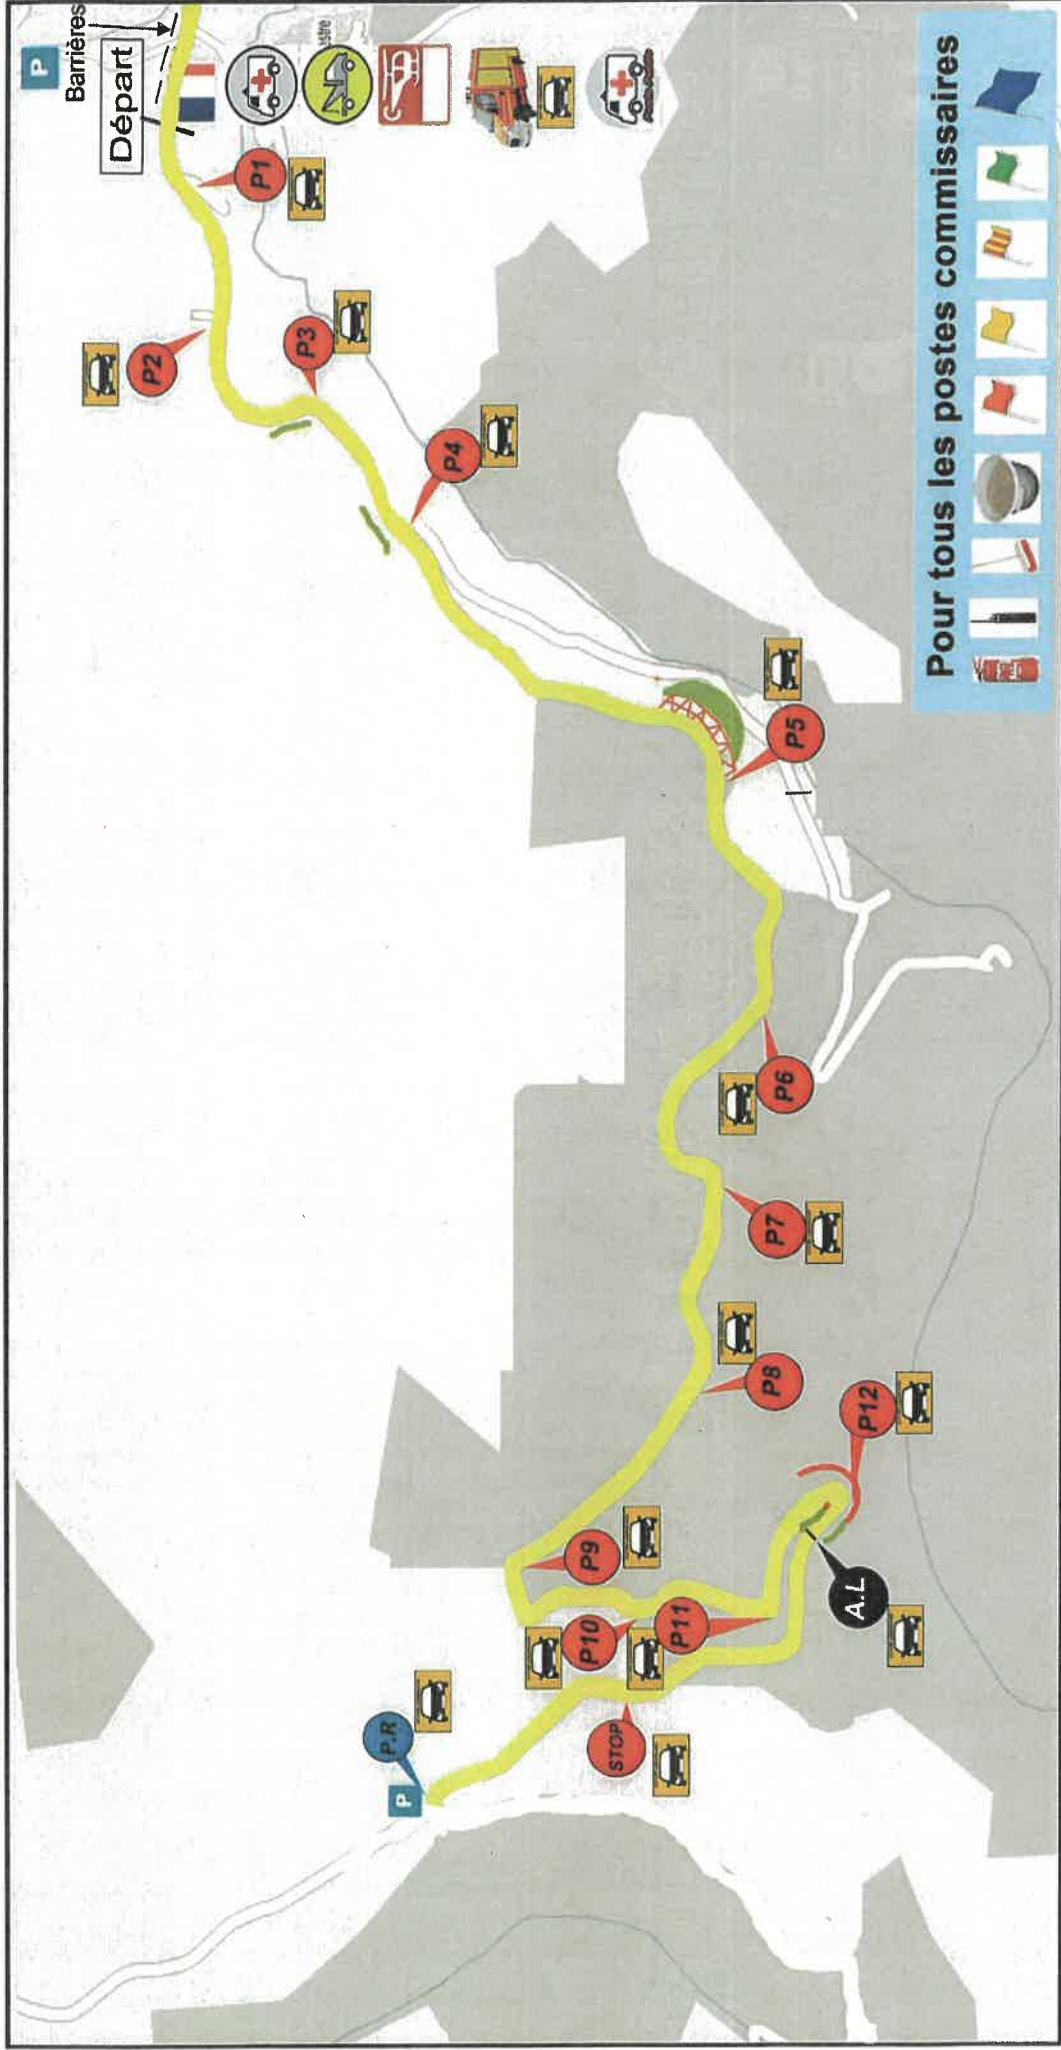 P
Barrières
Départ
P1
P2
P3
P4
P5
P6
P7
P8
P9
P10
P11
P12
A.L
STOP
P.R
P
Pour tous les postes commissaires